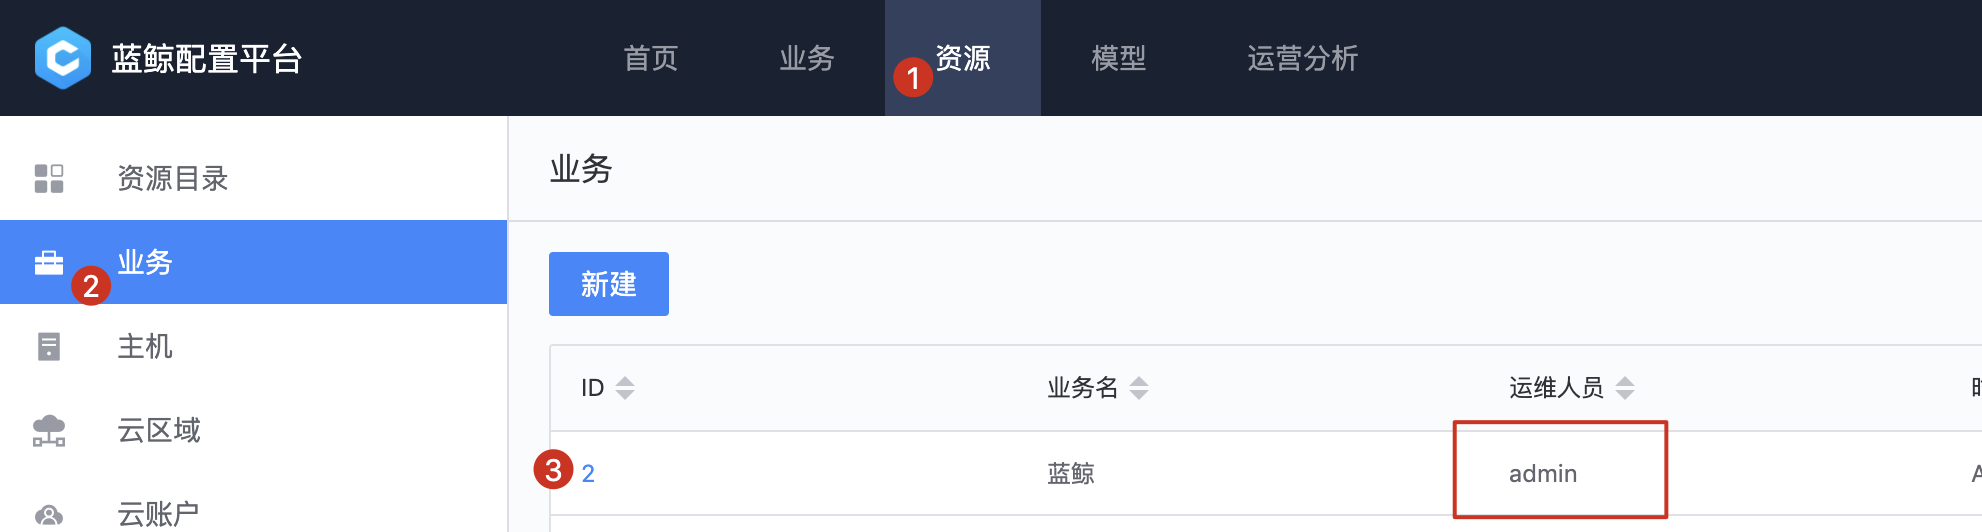 蓝鲸配置平台 首页 业务 资源 模型 运营分析
1
资源目录
业务
2
主机
云区域
云账户
业务
新建
ID 业务名 运维人员
3 2 蓝鲸 admin